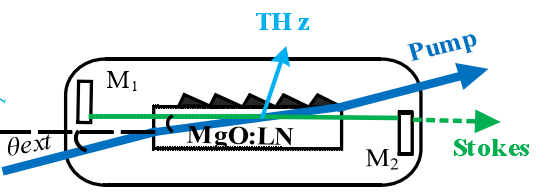 TH z
Pump
M1
MgO:LN
θext
M2
Stokes